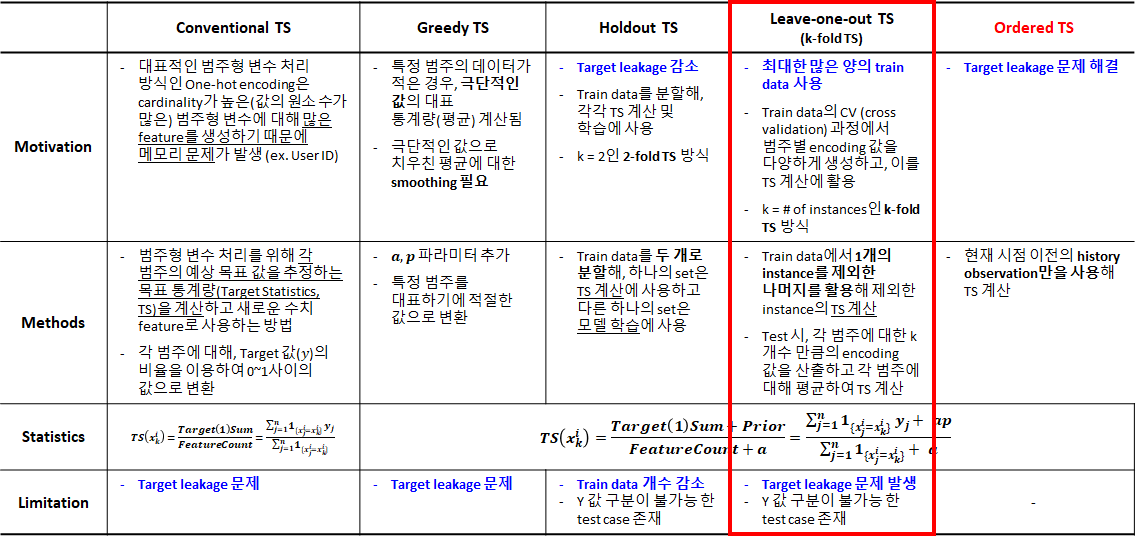 Conventional TS
Greedy TS
Holdout TS
Leave-one-out TS
(k-fold TS)
Ordered TS
Motivation
- 대표적인 범주형 변수 처리
방식인 One-hot encoding은
cardinality가 높은(값의 원소 수가
많은) 범주형 변수에 대해 많은
feature를 생성하기 때문에
메모리 문제가 발생 (ex. User ID)
- 특정 범주의 데이터가
적은 경우, 극단적인
값의 대표
통계량(평균) 계산됨
- 극단적인 값으로
치우친 평균에 대한
smoothing 필요
- Target leakage 감소
- Train data를 분할해,
각각 TS 계산 및
학습에 사용
- k = 2인 2-fold TS 방식
- 최대한 많은 양의 train
data 사용
- Train data의 CV (cross
validation) 과정에서
범주별 encoding 값을
다양하게 생성하고, 이를
TS 계산에 활용
- k = # of instances인 k-fold
TS 방식
- Target leakage 문제 해결
Methods
- 범주형 변수 처리를 위해 각
범주의 예상 목표 값을 추정하는
목표 통계량(Target Statistics,
TS)을 계산하고 새로운 수치
feature로 사용하는 방법
- 각 범주에 대해, Target 값(y)의
비율을 이용하여 0~1사이의
값으로 변환
- a, p 파라미터 추가
- 특정 범주를
대표하기에 적절한
값으로 변환
- Train data를 두 개로
분할해, 하나의 set은
TS 계산에 사용하고
다른 하나의 set은
모델 학습에 사용
- Train data에서 1개의
instance를 제외한
나머지를 활용해 제외한
instance의 TS 계산
- Test 시, 각 범주에 대한 k
개수 만큼의 encoding
값을 산출하고 각 범주에
대해 평균하여 TS 계산
- 현재 시점 이전의 history
observation만을 사용해
TS 계산
Statistics
TS(x_k^i) = Target(1)Sum / FeatureCount = ∑_{j=1}^n 1_{x_j^i=x_k^i} y_j / ∑_{j=1}^n 1_{x_j^i=x_k^i}
TS(x_k^i) = Target(1)Sum + Prior / FeatureCount + a = ∑_{j=1}^n 1_{x_j^i=x_k^i} y_j + ap / ∑_{j=1}^n 1_{x_j^i=x_k^i} + a
Limitation
- Target leakage 문제
- Target leakage 문제
- Train data 개수 감소
- Y 값 구분이 불가능 한
test case 존재
- Target leakage 문제 발생
- Y 값 구분이 불가능 한
test case 존재
-